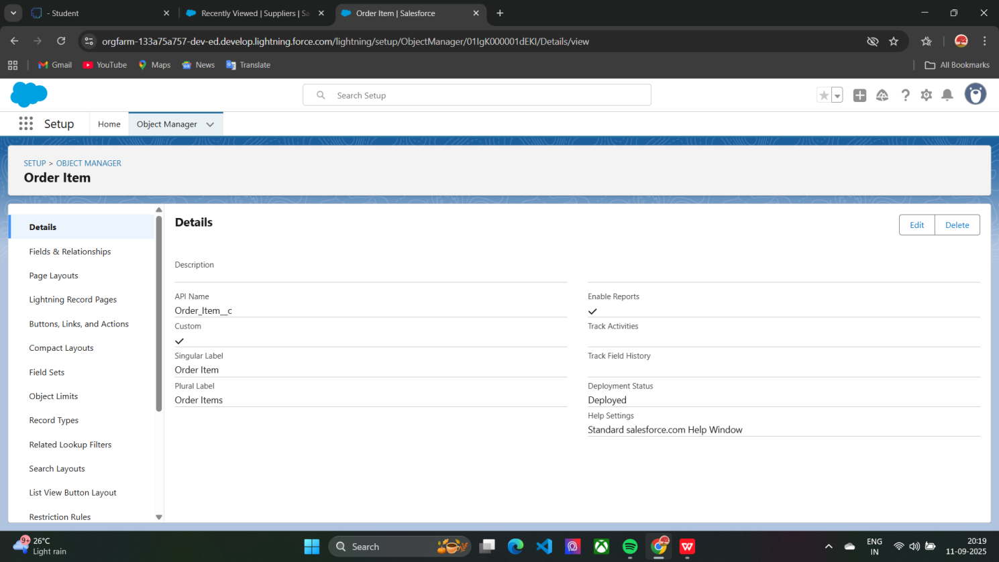 - Student
Recently Viewed | Suppliers | Sa
Order Item | Salesforce
orgfarm-133a75a757-dev-ed.develop.lightning.force.com/lightning/setup/ObjectManager/01IgK000001dEKI/Details/view
Gmail
YouTube
Maps
News
Translate
All Bookmarks
Search Setup
Setup
Home
Object Manager
SETUP > OBJECT MANAGER
Order Item
Details
Fields & Relationships
Page Layouts
Lightning Record Pages
Buttons, Links, and Actions
Compact Layouts
Field Sets
Object Limits
Record Types
Related Lookup Filters
Search Layouts
List View Button Layout
Restriction Rules
Details
Edit
Delete
Description
API Name
Order_Item__c
Custom
Singular Label
Order Item
Plural Label
Order Items
Enable Reports
Track Activities
Track Field History
Deployment Status
Deployed
Help Settings
Standard salesforce.com Help Window
9+
26°C
Light rain
Search
ENG
IN
20:19
11-09-2025